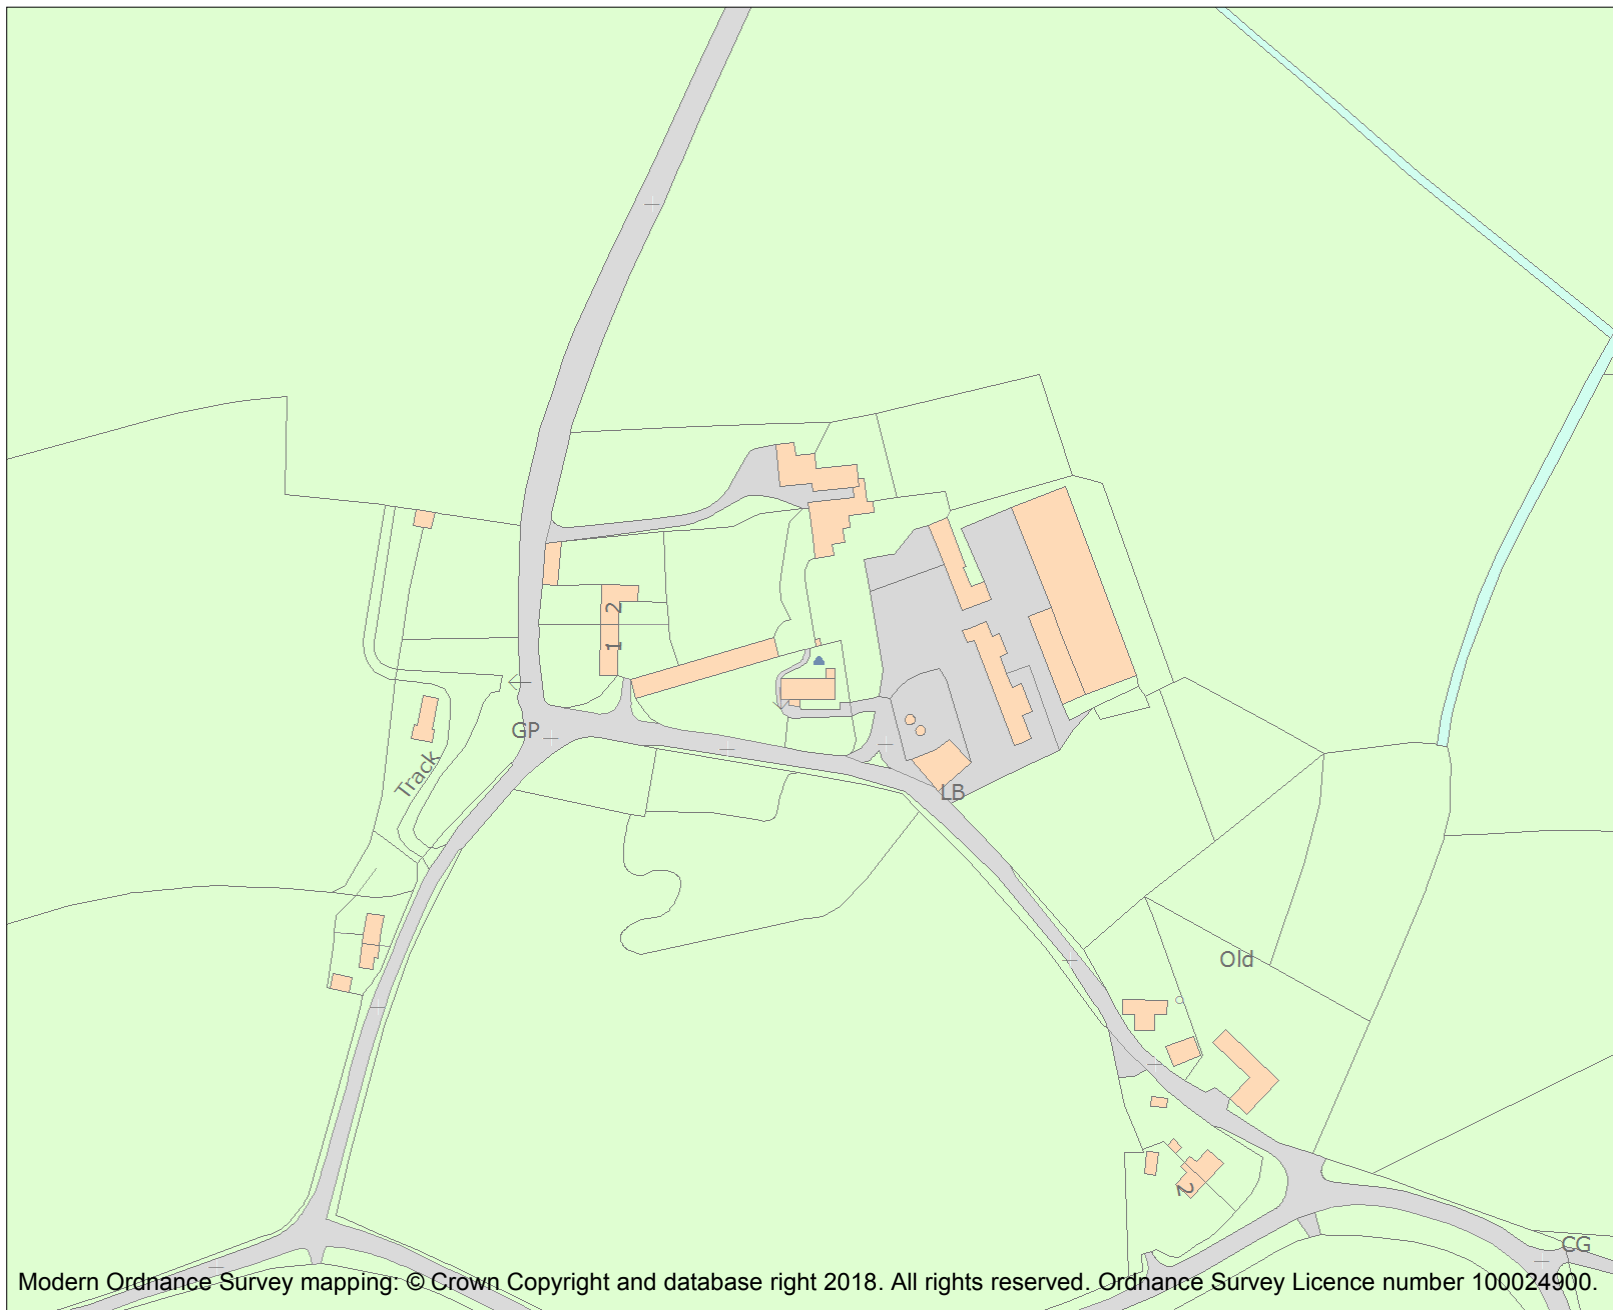 2
1
GP
Track
LB
Old
2
CG
Modern Ordnance Survey mapping: © Crown Copyright and database right 2018. All rights reserved. Ordnance Survey Licence number 100024900.